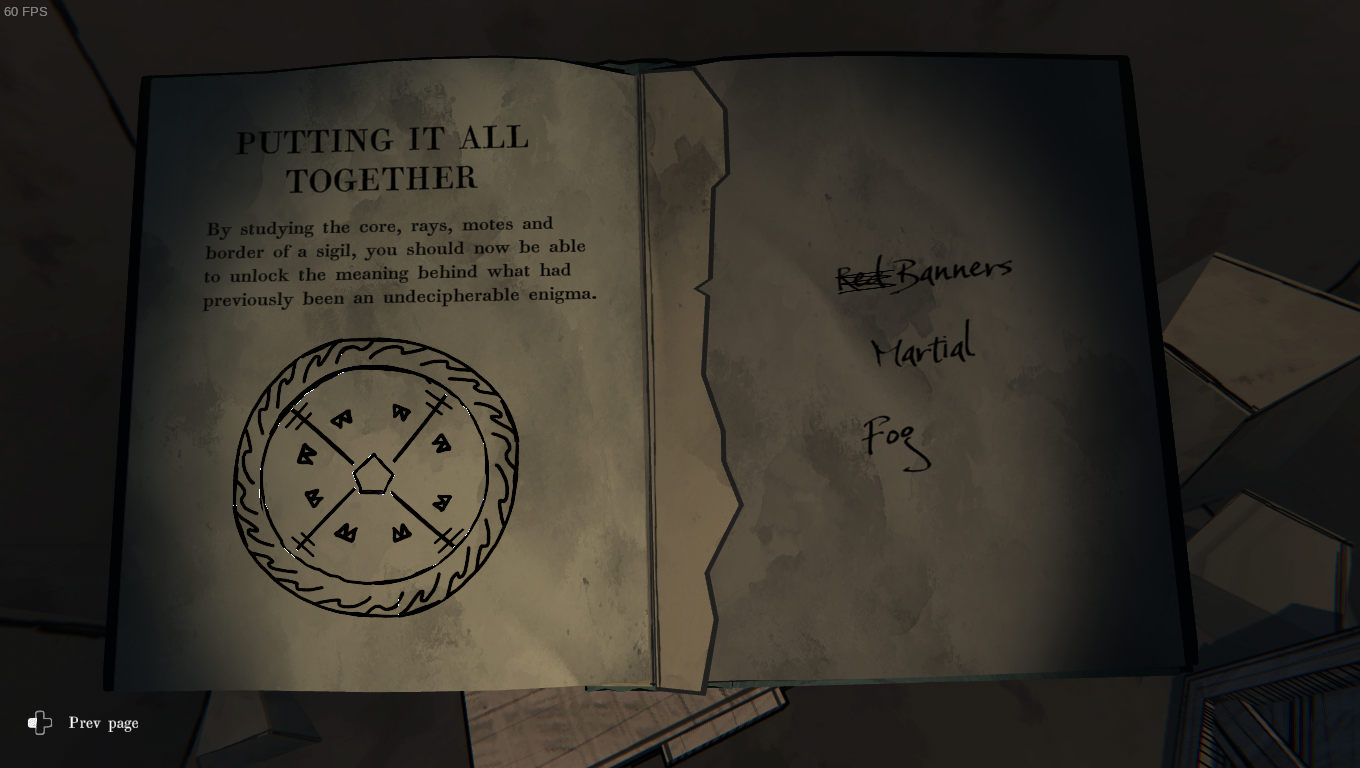 60 FPS
PUTTING IT ALL
TOGETHER
By studying the core, rays, motes and
border of a sigil, you should now be able
to unlock the meaning behind what had
previously been an undecipherable enigma.
Red Banners
Martial
Fog
Prev page